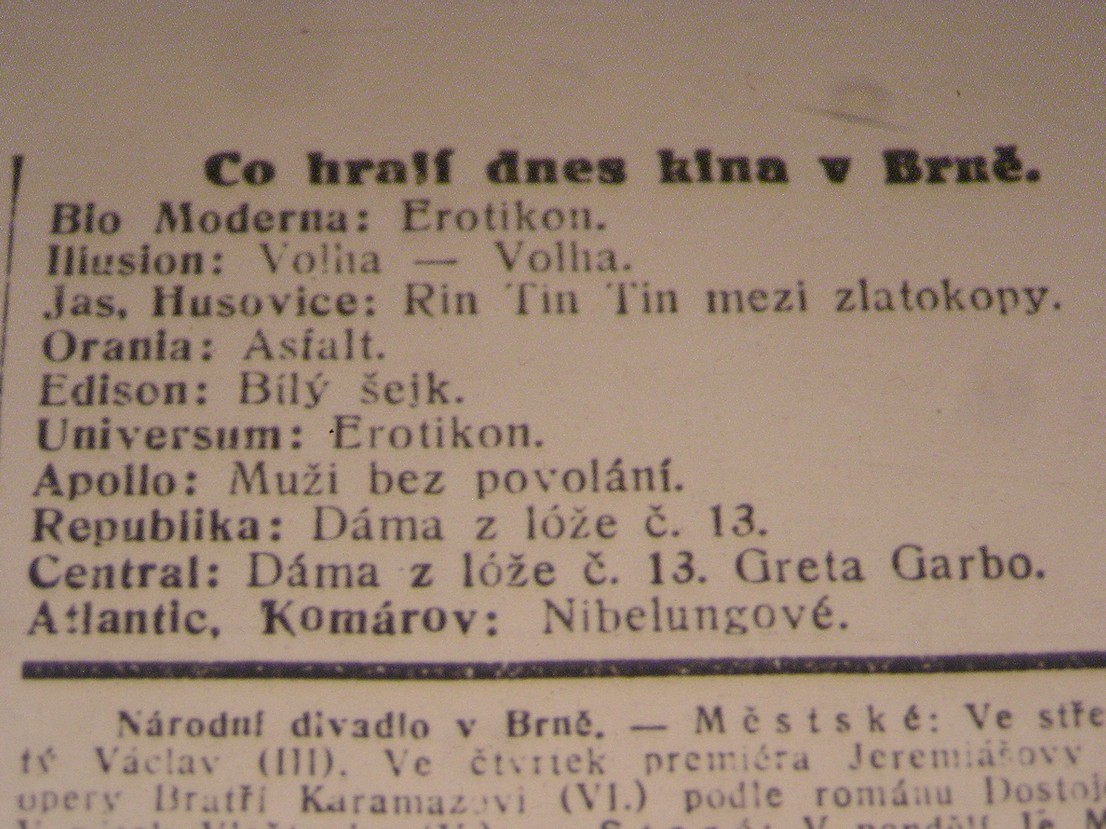 Co hrají dnes kina v Brně.
Bio Moderna: Erotikon.
Illusion: Volha — Volha.
Jas, Husovice: Rin Tin Tin mezi zlatokopy.
Orania: Asfalt.
Edison: Bílý šejk.
Universum: Erotikon.
Apollo: Muži bez povolání.
Republika: Dáma z lóže č. 13.
Central: Dáma z lóže č. 13. Greta Garbo.
Atlantic, Komárov: Nibelungové.
Národní divadlo v Brně. — Městské: Ve stře
tý Václav (III). Ve čtvrtek premiéra Jeremiášovy
opery Bratři Karamazovi (VI.) podle románu Dostoje